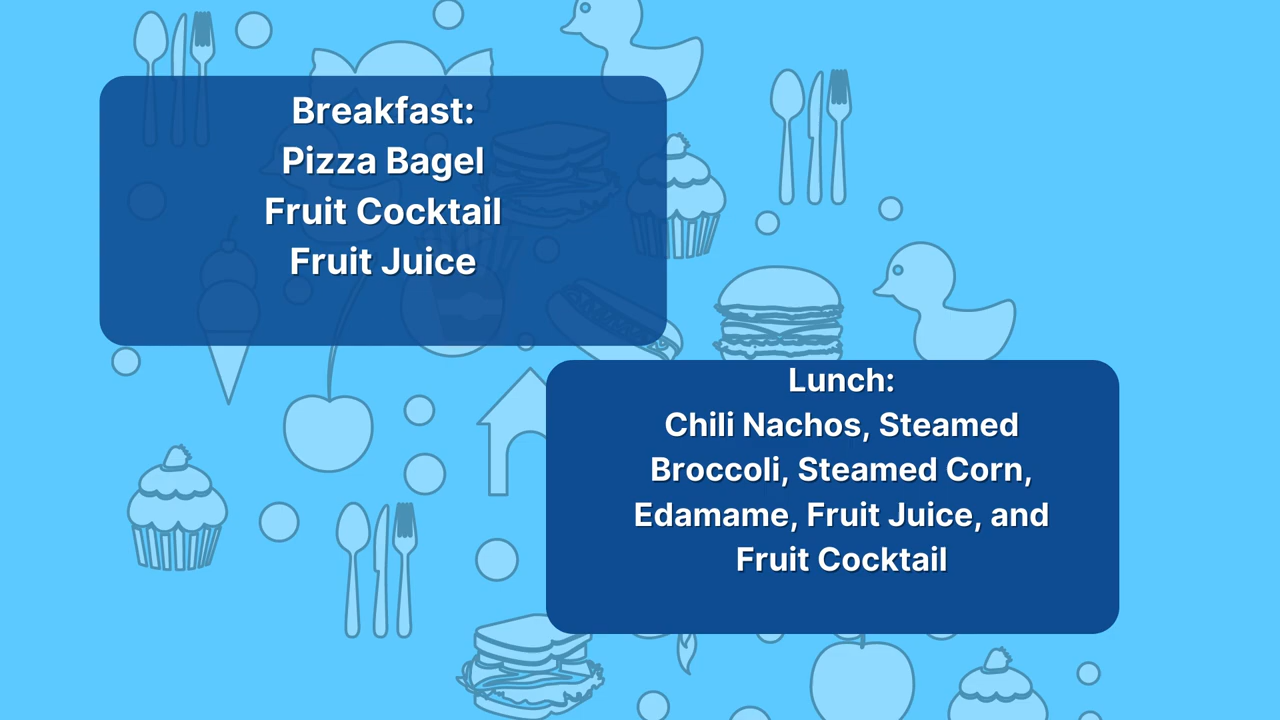 Breakfast:
Pizza Bagel
Fruit Cocktail
Fruit Juice
Lunch:
Chili Nachos, Steamed
Broccoli, Steamed Corn,
Edamame, Fruit Juice, and
Fruit Cocktail